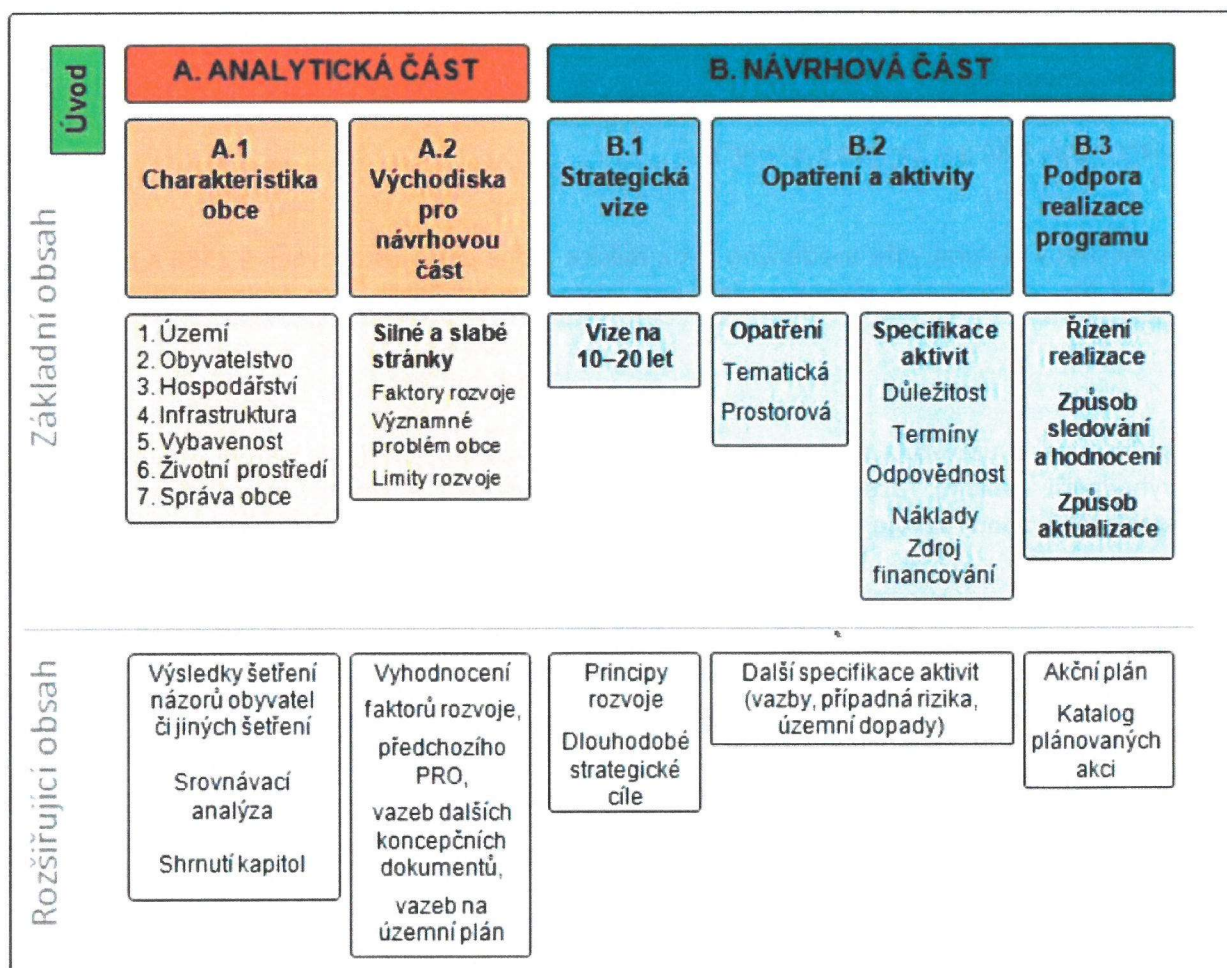 Úvod
A. ANALYTICKÁ ČÁST
B. NÁVRHOVÁ ČÁST
Základní obsah
A.1
Charakteristika
obce
A.2
Východiska
pro
návrhovou
část
B.1
Strategická
vize
B.2
Opatření a aktivity
B.3
Podpora
realizace
programu
1. Území
2. Obyvatelstvo
3. Hospodářství
4. Infrastruktura
5. Vybavenost
6. Životní prostředí
7. Správa obce
Silné a slabé
stránky
Faktory rozvoje
Významné
problém obce
Limity rozvoje
Vize na
10–20 let
Opatření
Tematická
Prostorová
Specifikace
aktivit
Důležitost
Termíny
Odpovědnost
Náklady
Zdroj
financování
Řízení
realizace
Způsob
sledování
a hodnocení
Způsob
aktualizace
Rozšiřující obsah
Výsledky šetření
názorů obyvatel
či jiných šetření
Srovnávací
analýza
Shrnutí kapitol
Vyhodnocení
faktorů rozvoje,
předchozího
PRO,
vazeb dalších
koncepčních
dokumentů,
vazeb na
územní plán
Principy
rozvoje
Dlouhodobé
strategické
cíle
Další specifikace aktivit
(vazby, případná rizika,
územní dopady)
Akční plán
Katalog
plánovaných
akcí